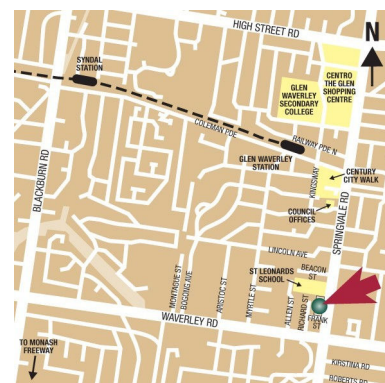 HIGH STREET RD
N
SYNDAL
STATION
CENTRO
THE GLEN
SHOPPING
CENTRE
GLEN
WAVERLEY
SECONDARY
COLLEGE
COLEMAN PDE
RAILWAY PDE N
GLEN WAVERLEY
STATION
BLACKBURN RD
KINGSWAY
CENTURY
CITY WALK
COUNCIL
OFFICES
SPRINGVALE RD
LINCOLN AVE
BEACON
ST
ST LEONARDS
SCHOOL
MONTAGUE ST
BOGONG AVE
ARISTOC ST
MYRTLE ST
ALLEN ST
RICHARD ST
FRANK
ST
WAVERLEY RD
TO MONASH
FREEWAY
KIRSTINA RD
ROBERTS RD